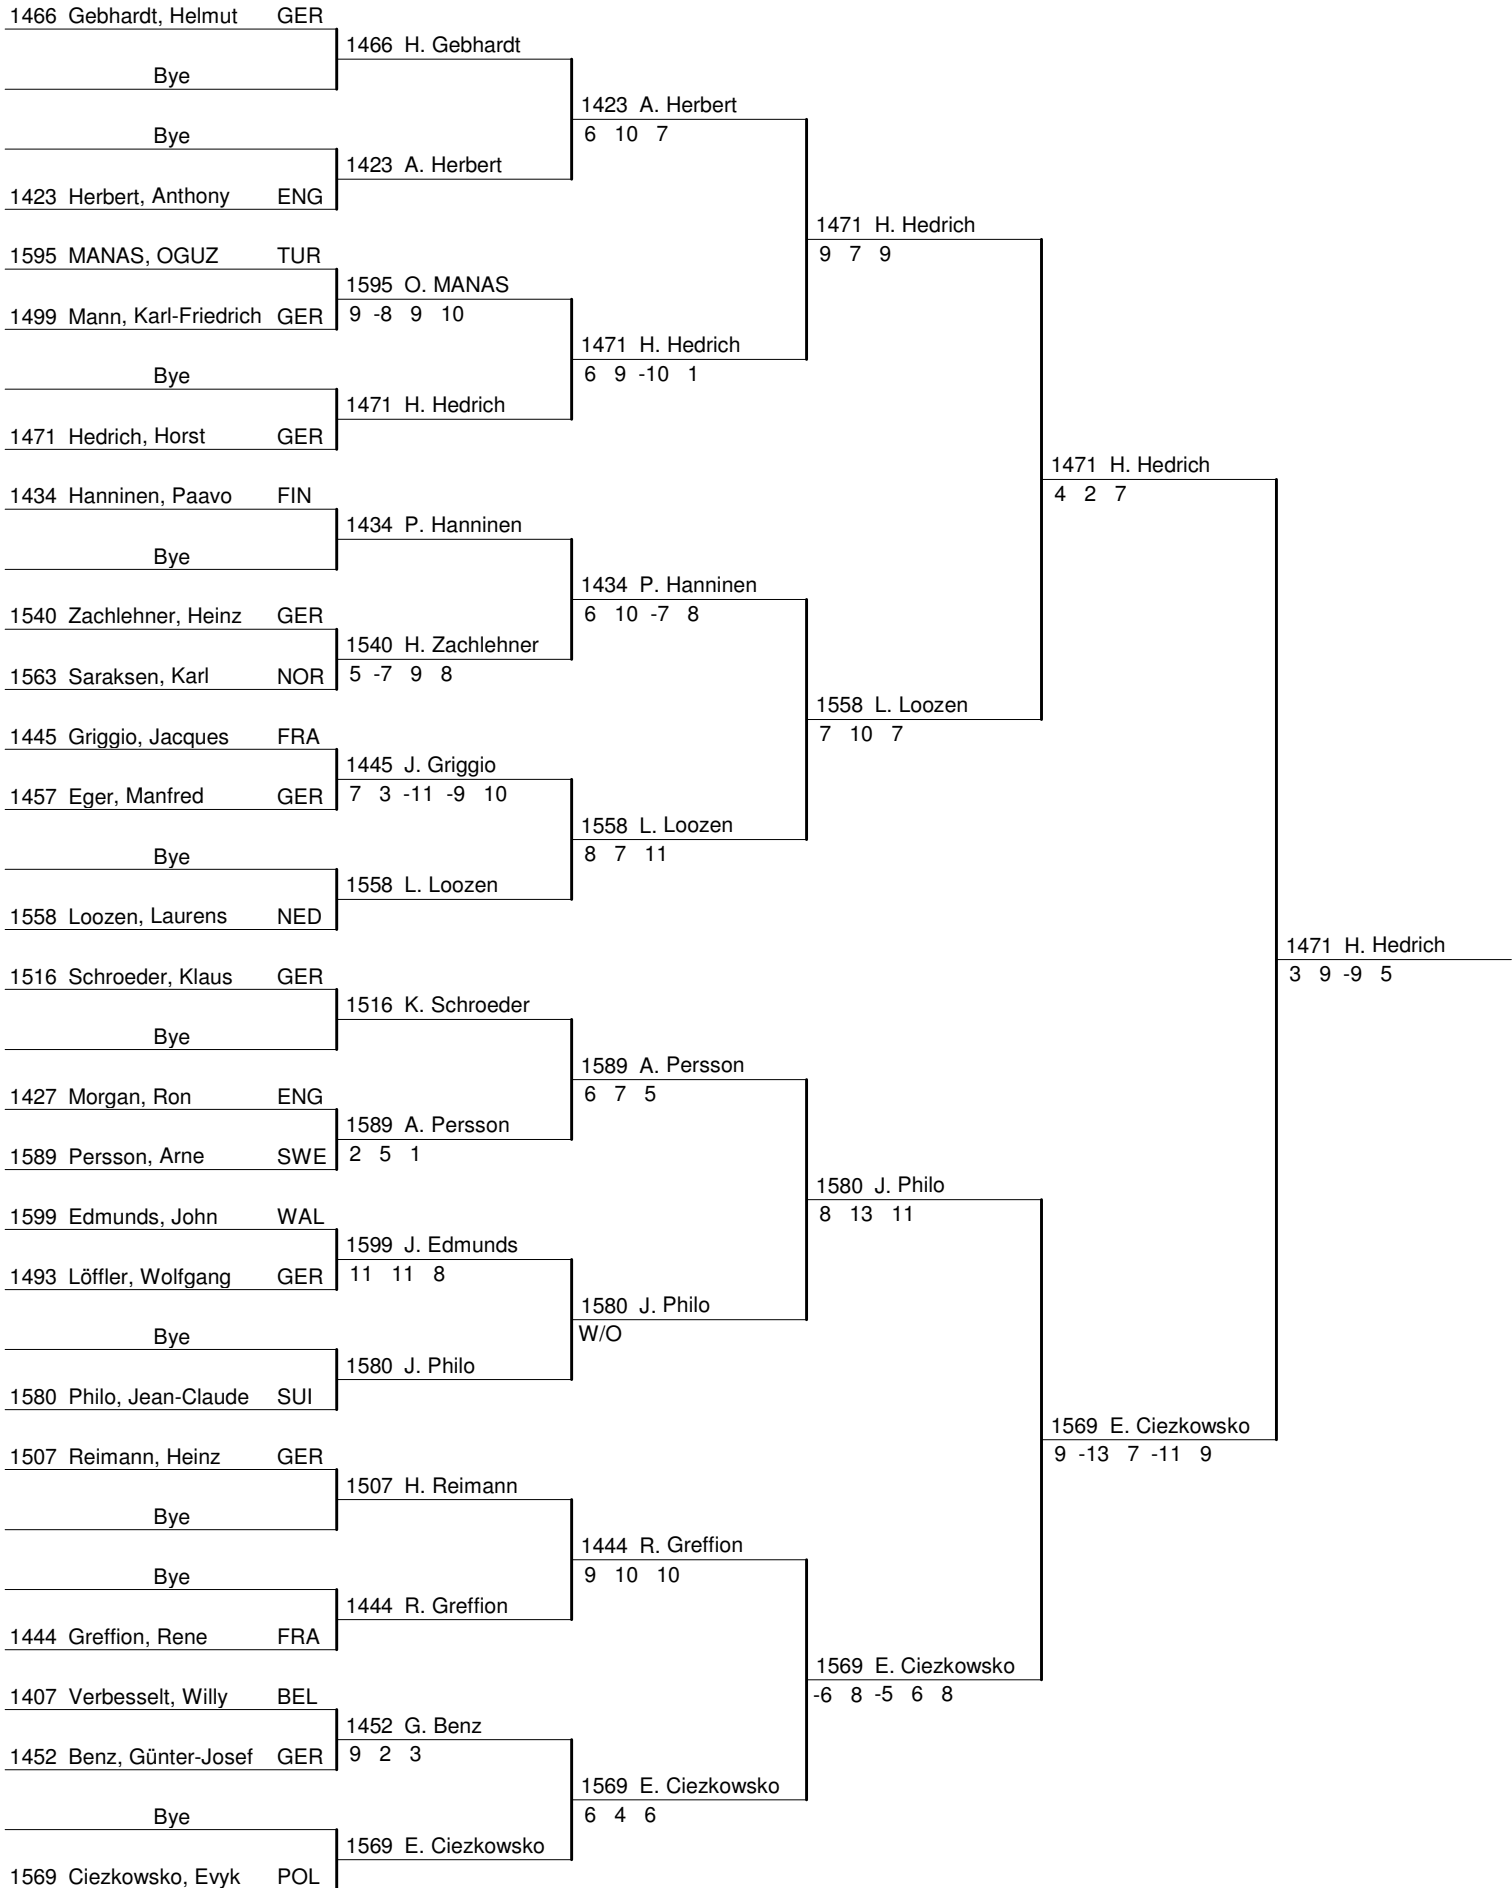 1466 Gebhardt, Helmut GER
1466 H. Gebhardt
Bye
1423 A. Herbert
6 10 7
Bye
1423 A. Herbert
1423 Herbert, Anthony ENG
1471 H. Hedrich
9 7 9
1595 MANAS, OGUZ TUR
1595 O. MANAS
9 -8 9 10
1499 Mann, Karl-Friedrich GER
1471 H. Hedrich
6 9 -10 1
Bye
1471 H. Hedrich
1471 Hedrich, Horst GER
1471 H. Hedrich
4 2 7
1434 Hanninen, Paavo FIN
1434 P. Hanninen
Bye
1434 P. Hanninen
6 10 -7 8
1540 Zachlehner, Heinz GER
1540 H. Zachlehner
5 -7 9 8
1563 Saraksen, Karl NOR
1558 L. Loozen
7 10 7
1445 Griggio, Jacques FRA
1445 J. Griggio
7 3 -11 -9 10
1457 Eger, Manfred GER
1558 L. Loozen
8 7 11
Bye
1558 L. Loozen
1558 Loozen, Laurens NED
1471 H. Hedrich
3 9 -9 5
1516 Schroeder, Klaus GER
1516 K. Schroeder
Bye
1589 A. Persson
6 7 5
1427 Morgan, Ron ENG
1589 A. Persson
2 5 1
1589 Persson, Arne SWE
1580 J. Philo
8 13 11
1599 Edmunds, John WAL
1599 J. Edmunds
11 11 8
1493 Löffler, Wolfgang GER
1580 J. Philo
W/O
Bye
1580 J. Philo
1580 Philo, Jean-Claude SUI
1569 E. Ciezkowsko
9 -13 7 -11 9
1507 Reimann, Heinz GER
1507 H. Reimann
Bye
1444 R. Greffion
9 10 10
Bye
1444 R. Greffion
1444 Greffion, Rene FRA
1569 E. Ciezkowsko
-6 8 -5 6 8
1407 Verbesselt, Willy BEL
1452 G. Benz
9 2 3
1452 Benz, Günter-Josef GER
1569 E. Ciezkowsko
6 4 6
Bye
1569 E. Ciezkowsko
1569 Ciezkowsko, Evyk POL